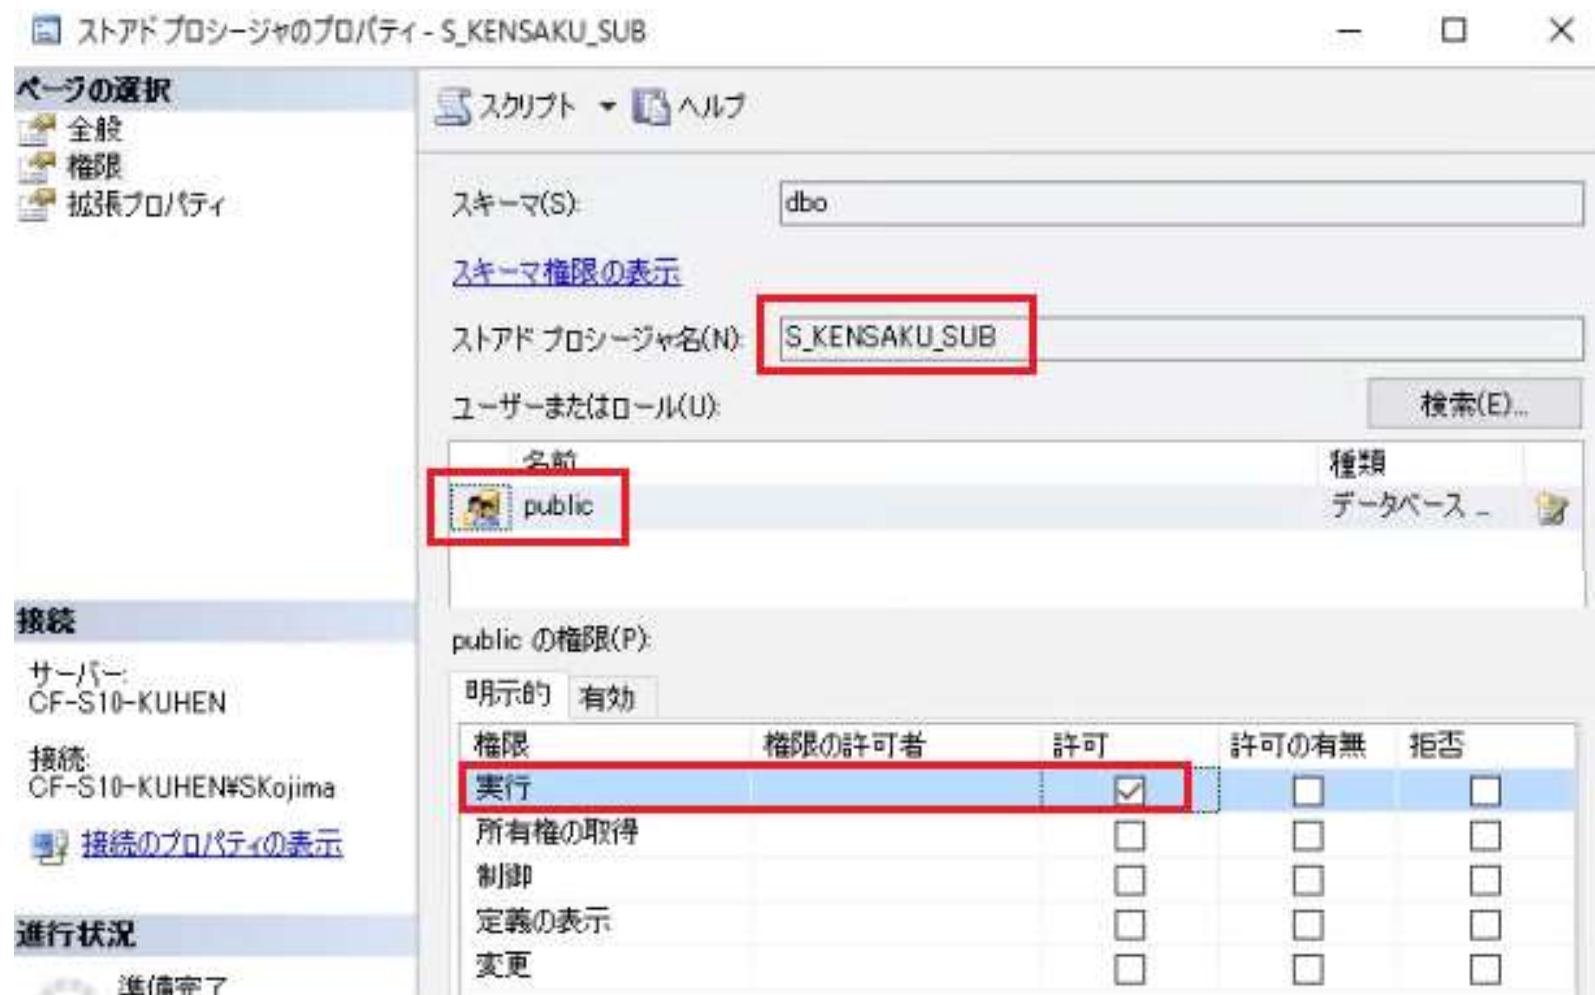 ストアド プロシージャのプロパティ - S_KENSAKU_SUB
ページの選択
全般
権限
拡張プロパティ
スクリプト ヘルプ
スキーマ(S): dbo
スキーマ権限の表示
ストアド プロシージャ名(N): S_KENSAKU_SUB
ユーザーまたはロール(U): 検索(E)...
名前 種類
public データベース ...
接続
サーバー:
CF-S10-KUHEN
接続:
CF-S10-KUHEN¥SKojima
接続のプロパティの表示
進行状況
準備完了
public の権限(P):
明示的 有効
権限 権限の許可者 許可 許可の有無 拒否
実行
所有権の取得
制御
定義の表示
変更